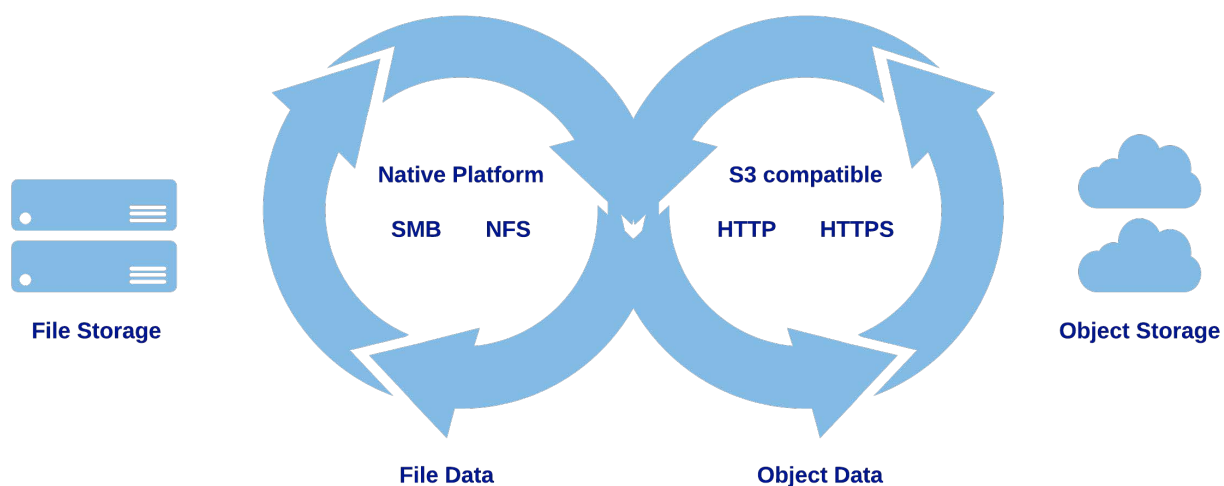 Native Platform
SMB NFS
S3 compatible
HTTP HTTPS
File Storage
Object Storage
File Data
Object Data